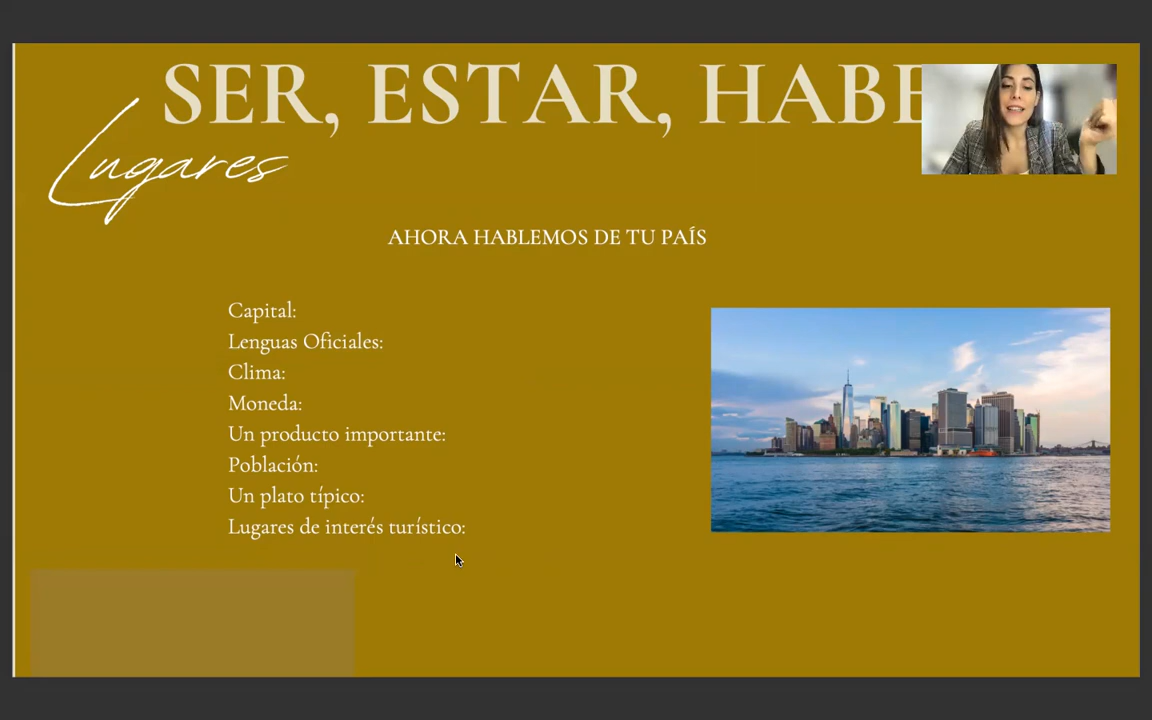 SER, ESTAR, HABE
Lugares
AHORA HABLEMOS DE TU PAÍS
Capital:
Lenguas Oficiales:
Clima:
Moneda:
Un producto importante:
Población:
Un plato típico:
Lugares de interés turístico: